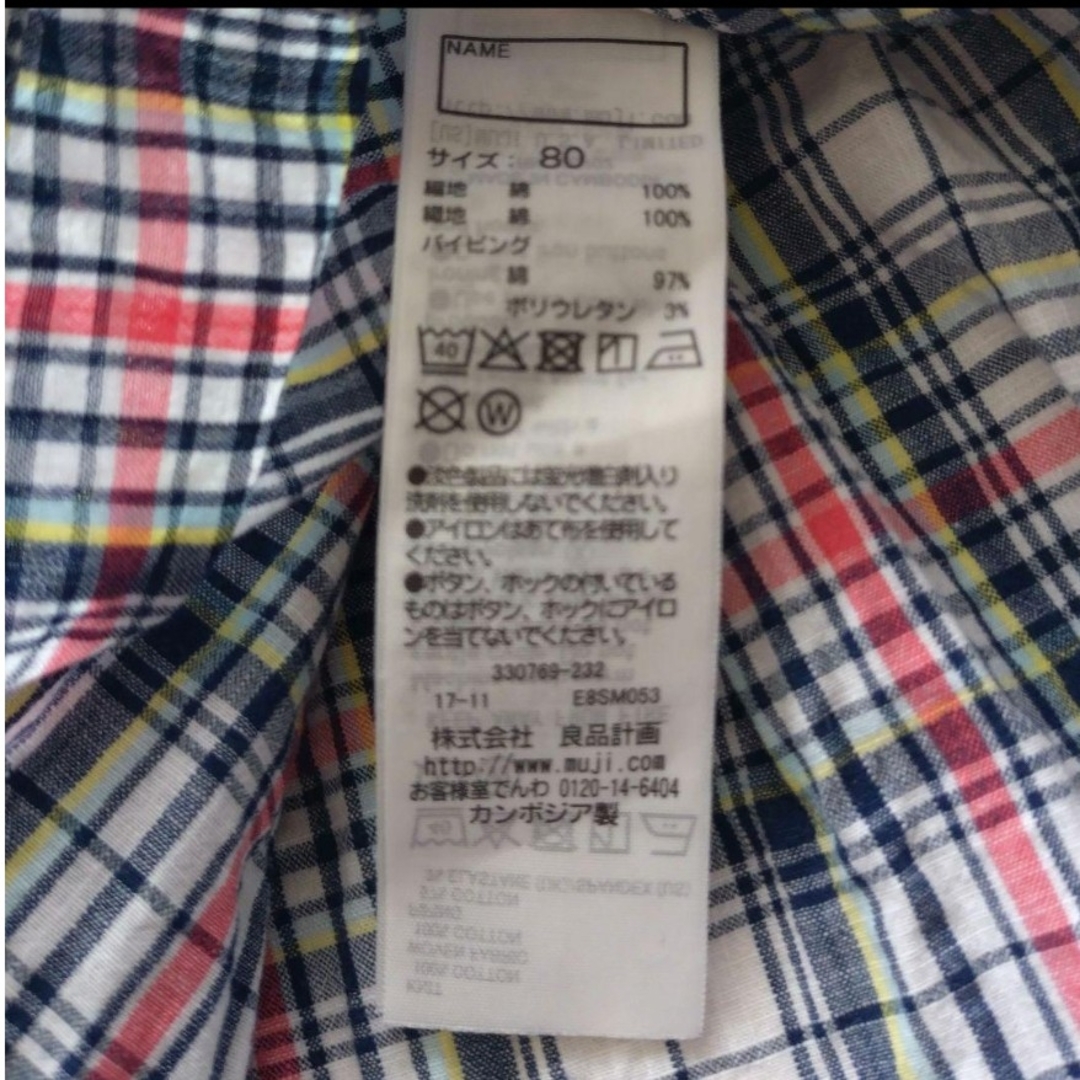 NAME
サイズ: 80
編地 綿 100%
織地 綿 100%
パイピング
綿 97%
ポリウレタン 3%
40
W
●淡色製品には蛍光増白剤入り
洗剤を使用しないでください。
●アイロンはあて布を使用して
ください。
●ボタン、ホックの付いている
ものはボタン、ホックにアイロ
ンを当てないでください。
330769-232
17-11 E8SM053
株式会社 良品計画
http://www.muji.com
お客様室でんわ 0120-14-6404
カンボジア製